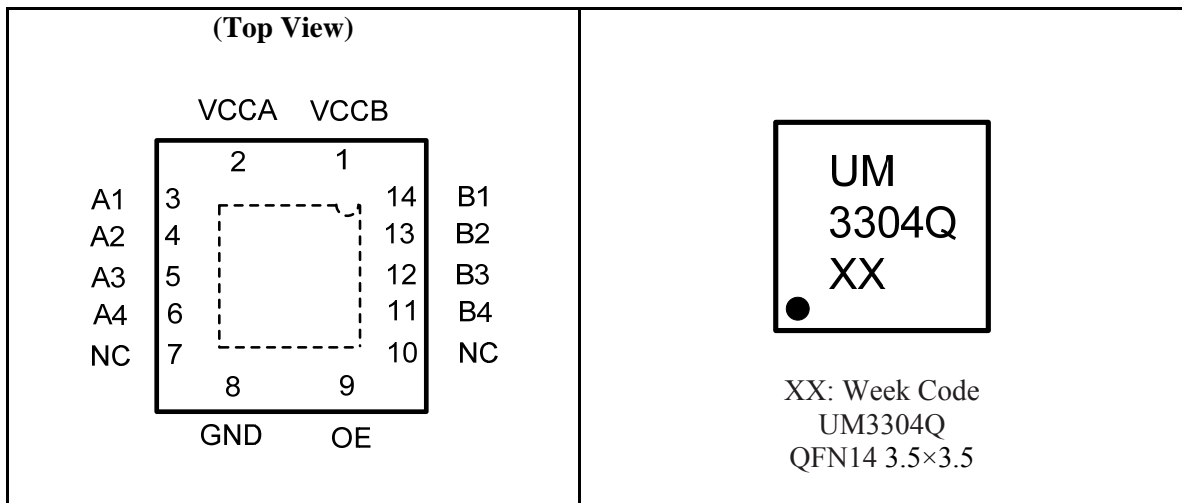 (Top View)
VCCA VCCB
2 1
A1 3 14 B1
A2 4 13 B2
A3 5 12 B3
A4 6 11 B4
NC 7 10 NC
8 9
GND OE
UM
3304Q
XX
XX: Week Code
UM3304Q
QFN14 3.5×3.5